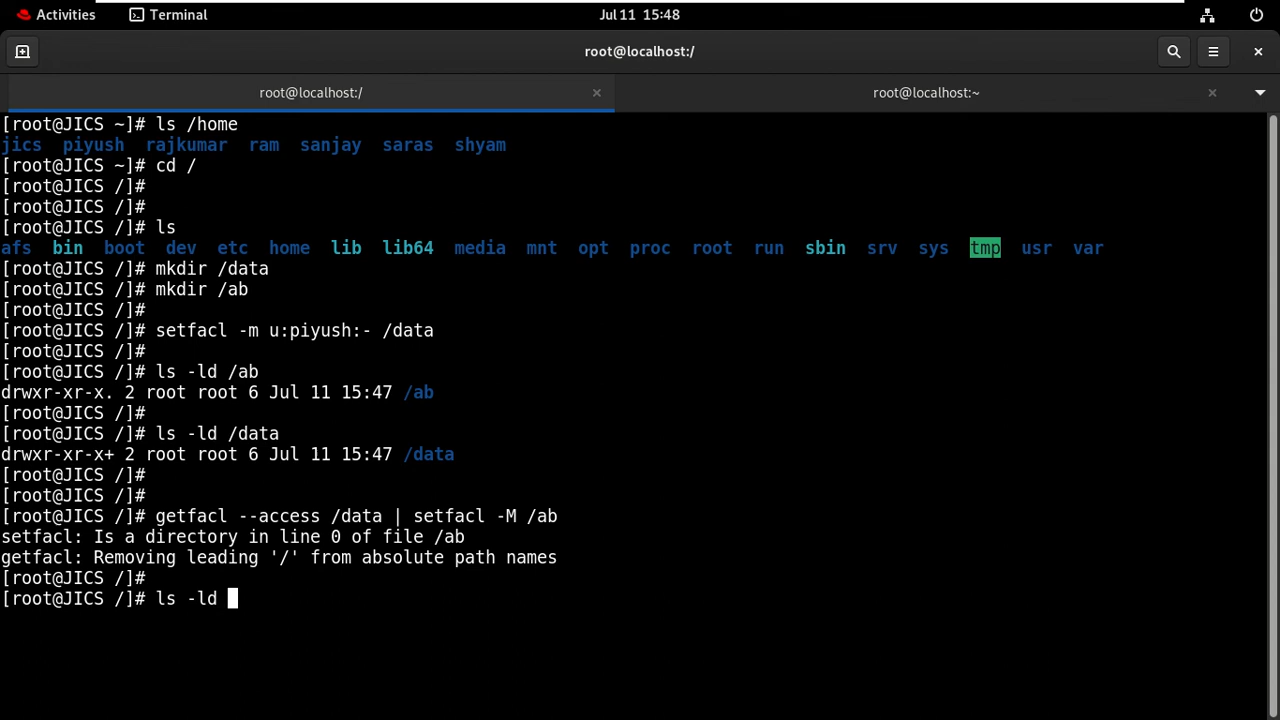 Activities Terminal Jul 11 15:48
root@localhost:/
root@localhost:/ × root@localhost:~ ×
[root@JICS ~]# ls /home
jics piyush rajkumar ram sanjay saras shyam
[root@JICS ~]# cd /
[root@JICS /]#
[root@JICS /]#
[root@JICS /]# ls
afs bin boot dev etc home lib lib64 media mnt opt proc root run sbin srv sys tmp usr var
[root@JICS /]# mkdir /data
[root@JICS /]# mkdir /ab
[root@JICS /]#
[root@JICS /]# setfacl -m u:piyush:- /data
[root@JICS /]#
[root@JICS /]# ls -ld /ab
drwxr-xr-x. 2 root root 6 Jul 11 15:47 /ab
[root@JICS /]#
[root@JICS /]# ls -ld /data
drwxr-xr-x+ 2 root root 6 Jul 11 15:47 /data
[root@JICS /]#
[root@JICS /]#
[root@JICS /]# getfacl --access /data | setfacl -M /ab
setfacl: Is a directory in line 0 of file /ab
getfacl: Removing leading '/' from absolute path names
[root@JICS /]#
[root@JICS /]# ls -ld